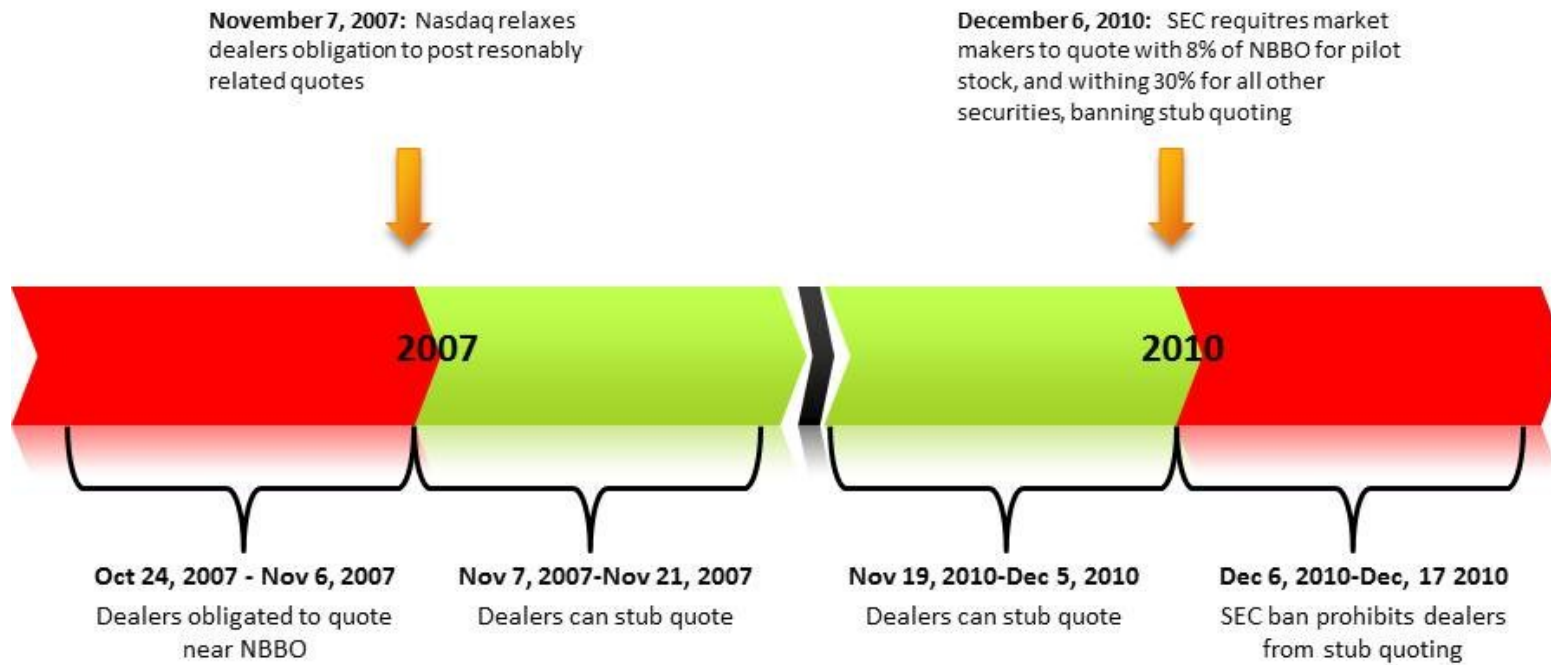 November 7, 2007: Nasdaq relaxes
dealers obligation to post resonably
related quotes
December 6, 2010: SEC requitres market
makers to quote with 8% of NBBO for pilot
stock, and withing 30% for all other
securities, banning stub quoting
2007
2010
Oct 24, 2007 - Nov 6, 2007
Dealers obligated to quote
near NBBO
Nov 7, 2007-Nov 21, 2007
Dealers can stub quote
Nov 19, 2010-Dec 5, 2010
Dealers can stub quote
Dec 6, 2010-Dec, 17 2010
SEC ban prohibits dealers
from stub quoting